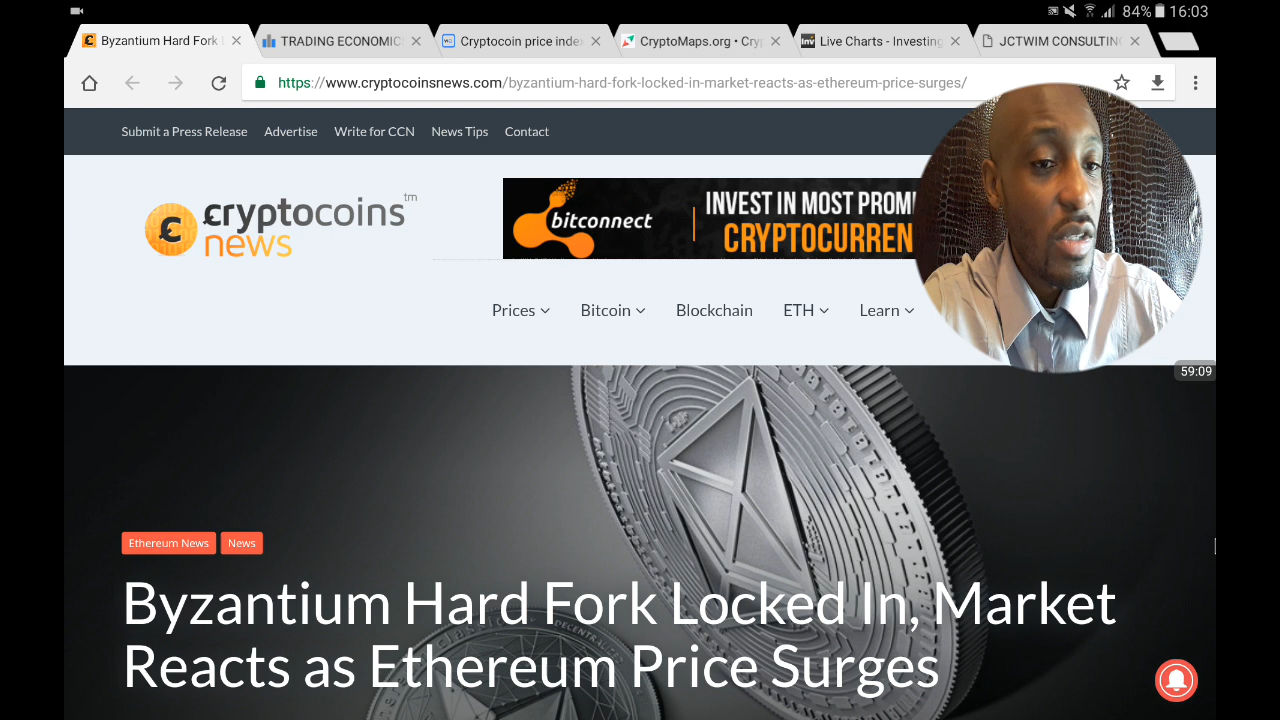 84% 16:03
Byzantium Hard Fork
TRADING ECONOMIC
Cryptocoin price inde
CryptoMaps.org • Cry
Live Charts - Investing
JCTWIM CONSULTIN
https://www.cryptocoinsnews.com/byzantium-hard-fork-locked-in-market-reacts-as-ethereum-price-surges/
Submit a Press Release Advertise Write for CCN News Tips Contact
cryptocoins tm
news
bitconnect
INVEST IN MOST PROM
CRYPTOCURREN
Prices Bitcoin Blockchain ETH Learn
59:09
Ethereum News News
Byzantium Hard Fork Locked In, Market
Reacts as Ethereum Price Surges